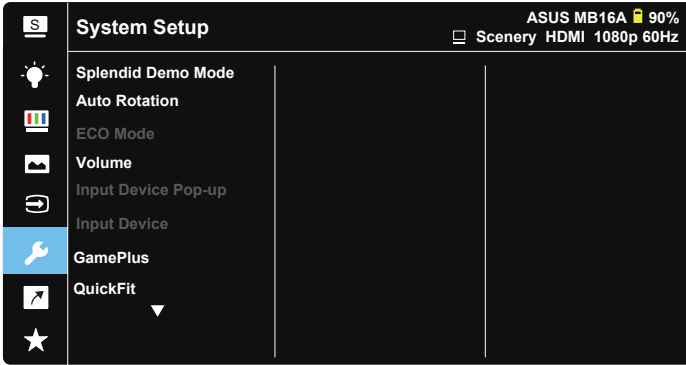 S
System Setup
ASUS MB16A 90%
Scenery HDMI 1080p 60Hz
Splendid Demo Mode
Auto Rotation
ECO Mode
Volume
Input Device Pop-up
Input Device
GamePlus
QuickFit